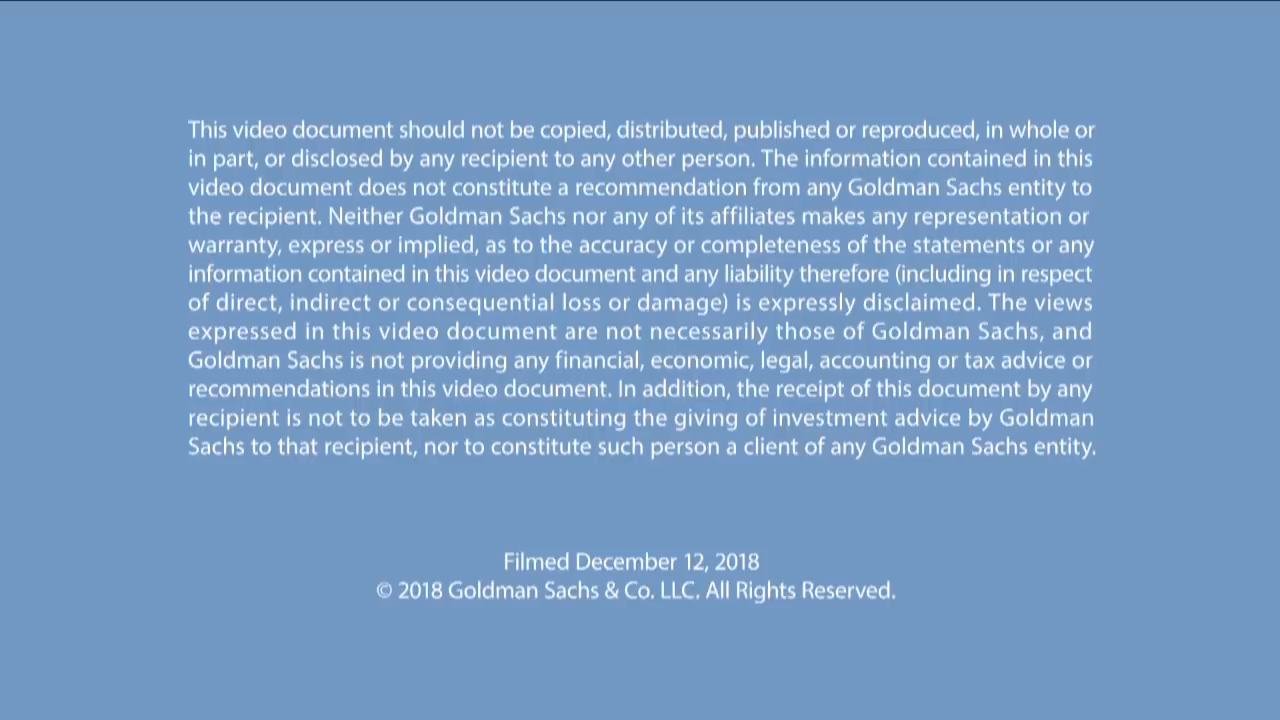 This video document should not be copied, distributed, published or reproduced, in whole or
in part, or disclosed by any recipient to any other person. The information contained in this
video document does not constitute a recommendation from any Goldman Sachs entity to
the recipient. Neither Goldman Sachs nor any of its affiliates makes any representation or
warranty, express or implied, as to the accuracy or completeness of the statements or any
information contained in this video document and any liability therefore (including in respect
of direct, indirect or consequential loss or damage) is expressly disclaimed. The views
expressed in this video document are not necessarily those of Goldman Sachs, and
Goldman Sachs is not providing any financial, economic, legal, accounting or tax advice or
recommendations in this video document. In addition, the receipt of this document by any
recipient is not to be taken as constituting the giving of investment advice by Goldman
Sachs to that recipient, nor to constitute such person a client of any Goldman Sachs entity.
Filmed December 12, 2018
© 2018 Goldman Sachs & Co. LLC. All Rights Reserved.